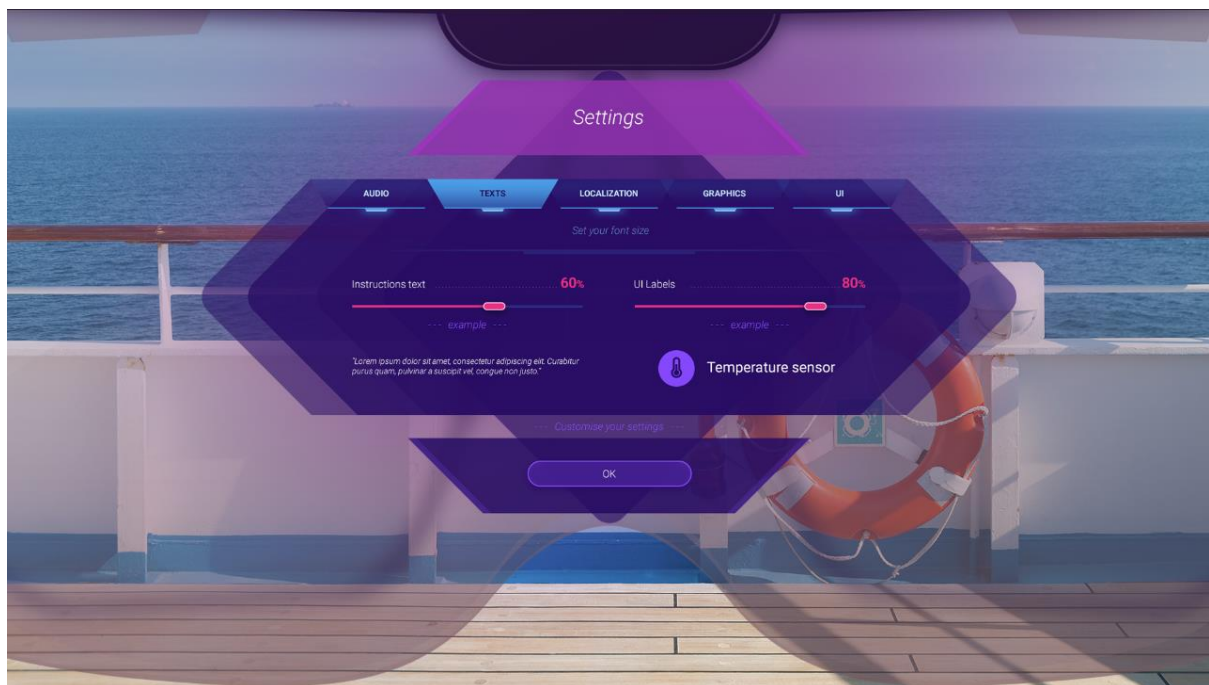 Settings
AUDIO TEXTS LOCALIZATION GRAPHICS UI
Set your font size
Instructions text 60% UI Labels 80%
--- example --- --- example ---
"Lorem ipsum dolor sit amet, consectetur adipiscing elit. Curabitur
purus quam, pulvinar a suscipit vel, congue non justo."
Temperature sensor
--- Customise your settings ---
OK